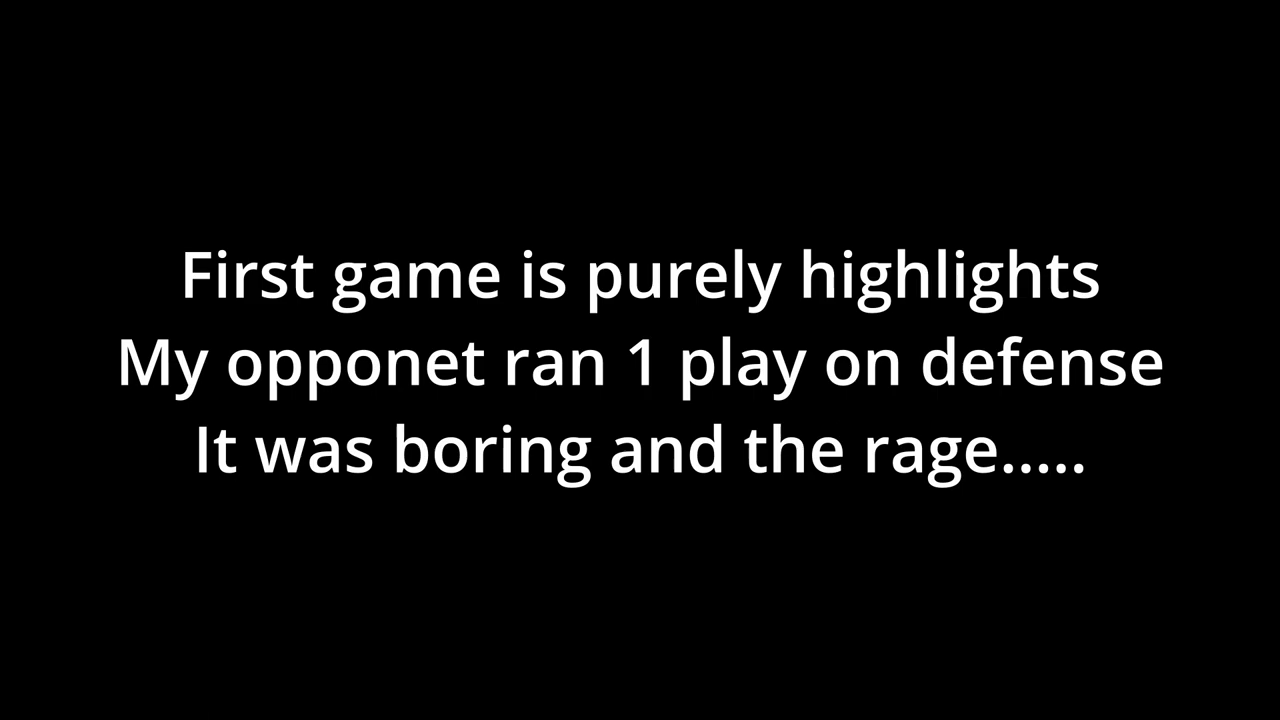 First game is purely highlights
My opponet ran 1 play on defense
It was boring and the rage.....